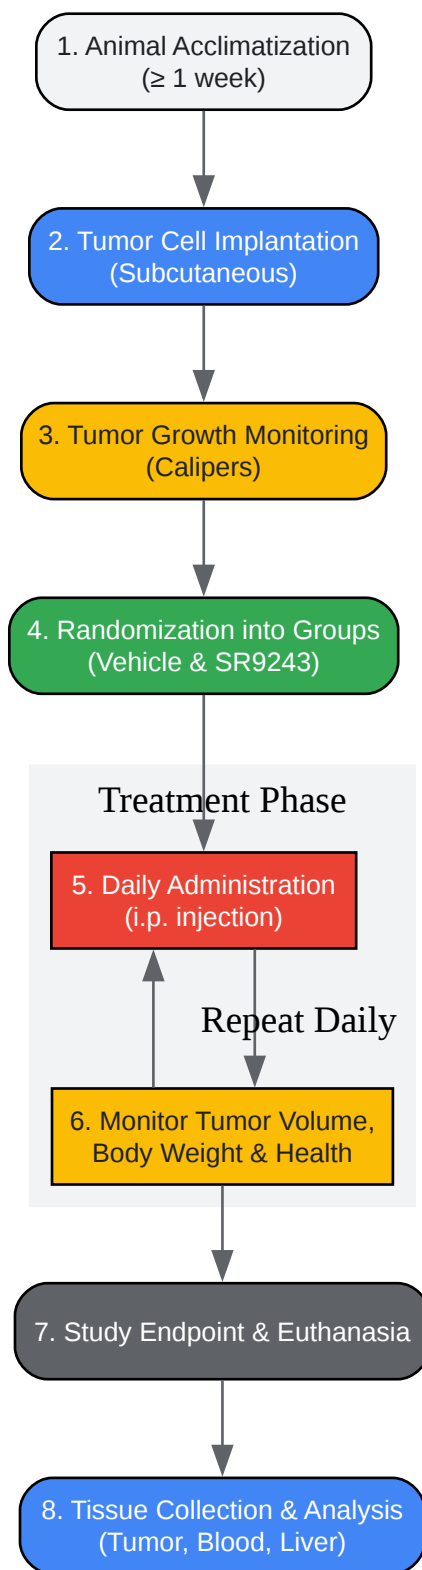 1. Animal Acclimatization
(≥ 1 week)
2. Tumor Cell Implantation
(Subcutaneous)
3. Tumor Growth Monitoring
(Calipers)
4. Randomization into Groups
(Vehicle & SR9243)
Treatment Phase
5. Daily Administration
(i.p. injection)
Repeat Daily
6. Monitor Tumor Volume,
Body Weight & Health
7. Study Endpoint & Euthanasia
8. Tissue Collection & Analysis
(Tumor, Blood, Liver)